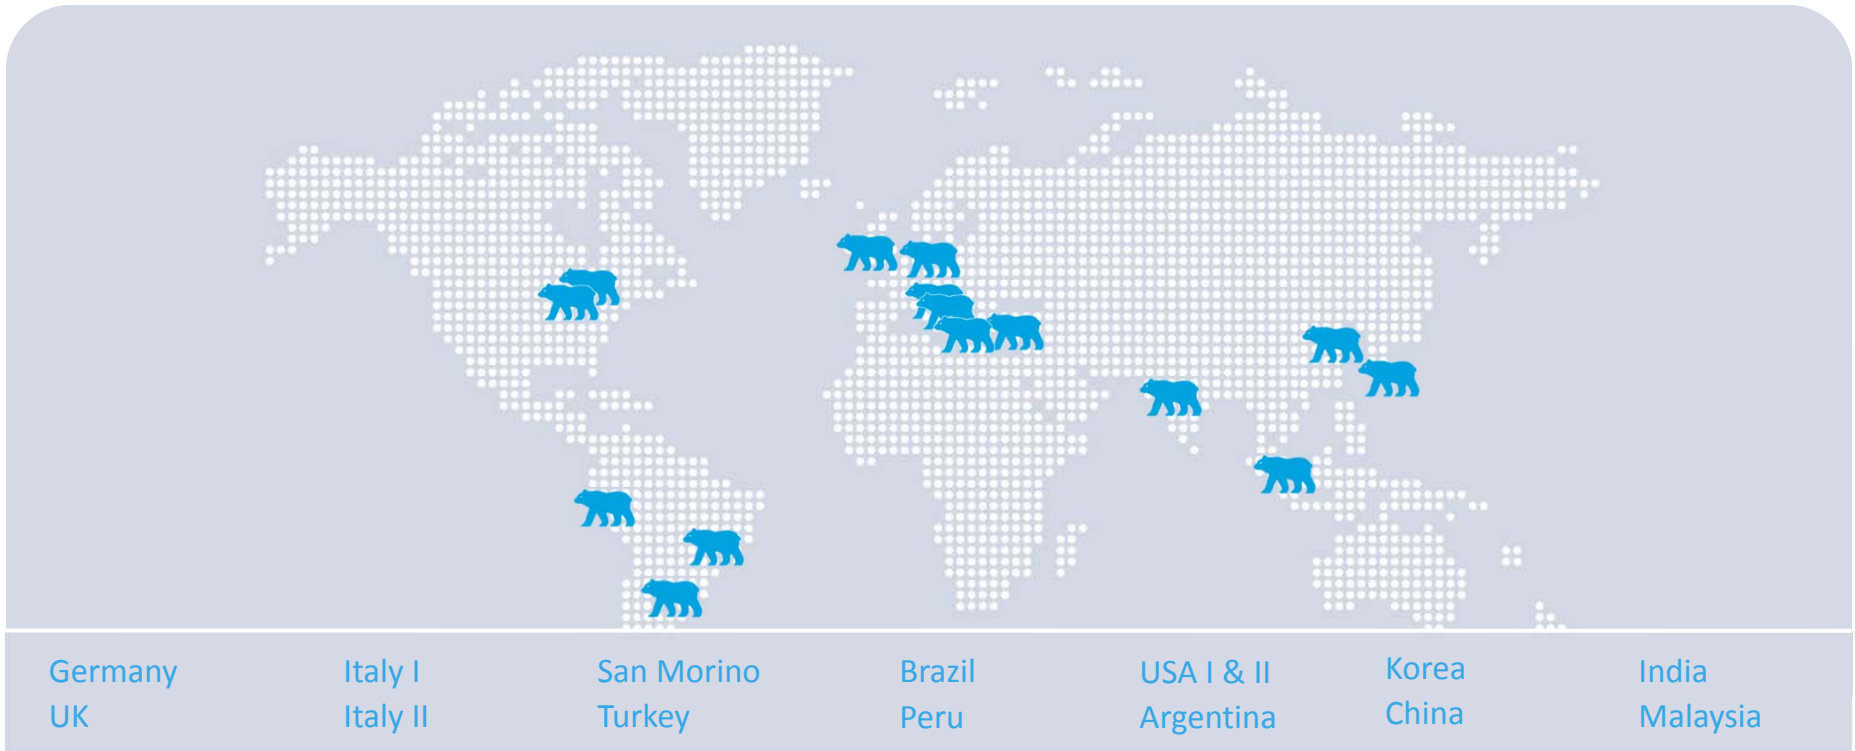 Germany
UK
Italy I
Italy II
San Morino
Turkey
Brazil
Peru
USA I & II
Argentina
Korea
China
India
Malaysia